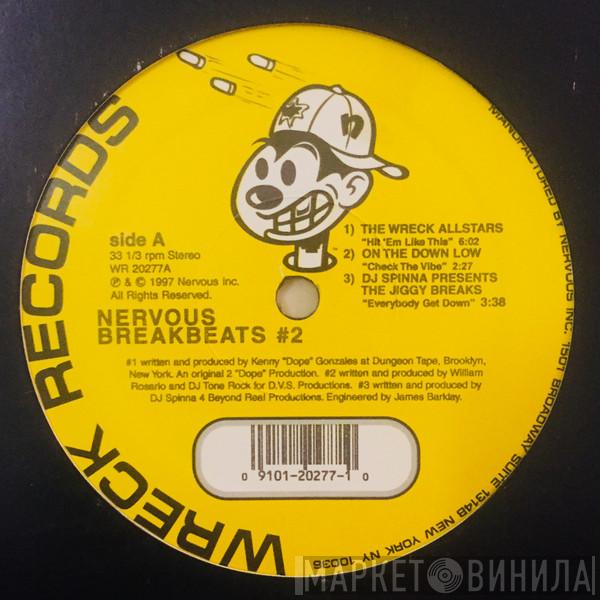 WRECK RECORDS
side A
33 1/3 rpm Stereo
WR 20277A
℗ & © 1997 Nervous Inc.
All Rights Reserved.
NERVOUS
BREAKBEATS #2
1) THE WRECK ALLSTARS
"Hit 'Em Like This" 6:02
2) ON THE DOWN LOW
"Check The Vibe" 2:27
3) DJ SPINNA PRESENTS
THE JIGGY BREAKS
"Everybody Get Down" 3:38
#1 written and produced by Kenny "Dope" Gonzales at Dungeon Tape, Brooklyn,
New York. An original 2 "Dope" Production. #2 written and produced by William
Rosario and DJ Tone Rock for D.V.S. Productions. #3 written and produced by
DJ Spinna 4 Beyond Real Productions. Engineered by James Barklay.
0 9101-20277-1 0
MANUFACTURED BY NERVOUS INC. 1501 BROADWAY SUITE 1314B NEW YORK NY 10036
МАРКЕТ ВИНИЛА